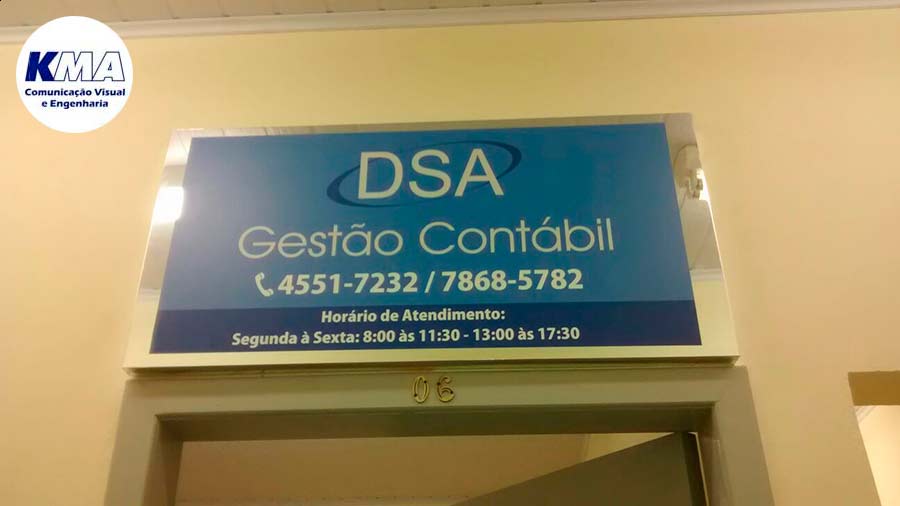 KMA
Comunicação Visual
e Engenharia
DSA
Gestão Contábil
4551-7232 / 7868-5782
Horário de Atendimento:
Segunda à Sexta: 8:00 às 11:30 - 13:00 às 17:30
06